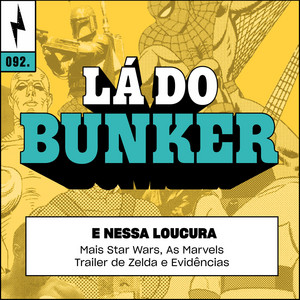 092.
LÁ DO
BUNKER
E NESSA LOUCURA
Mais Star Wars, As Marvels
Trailer de Zelda e Evidências